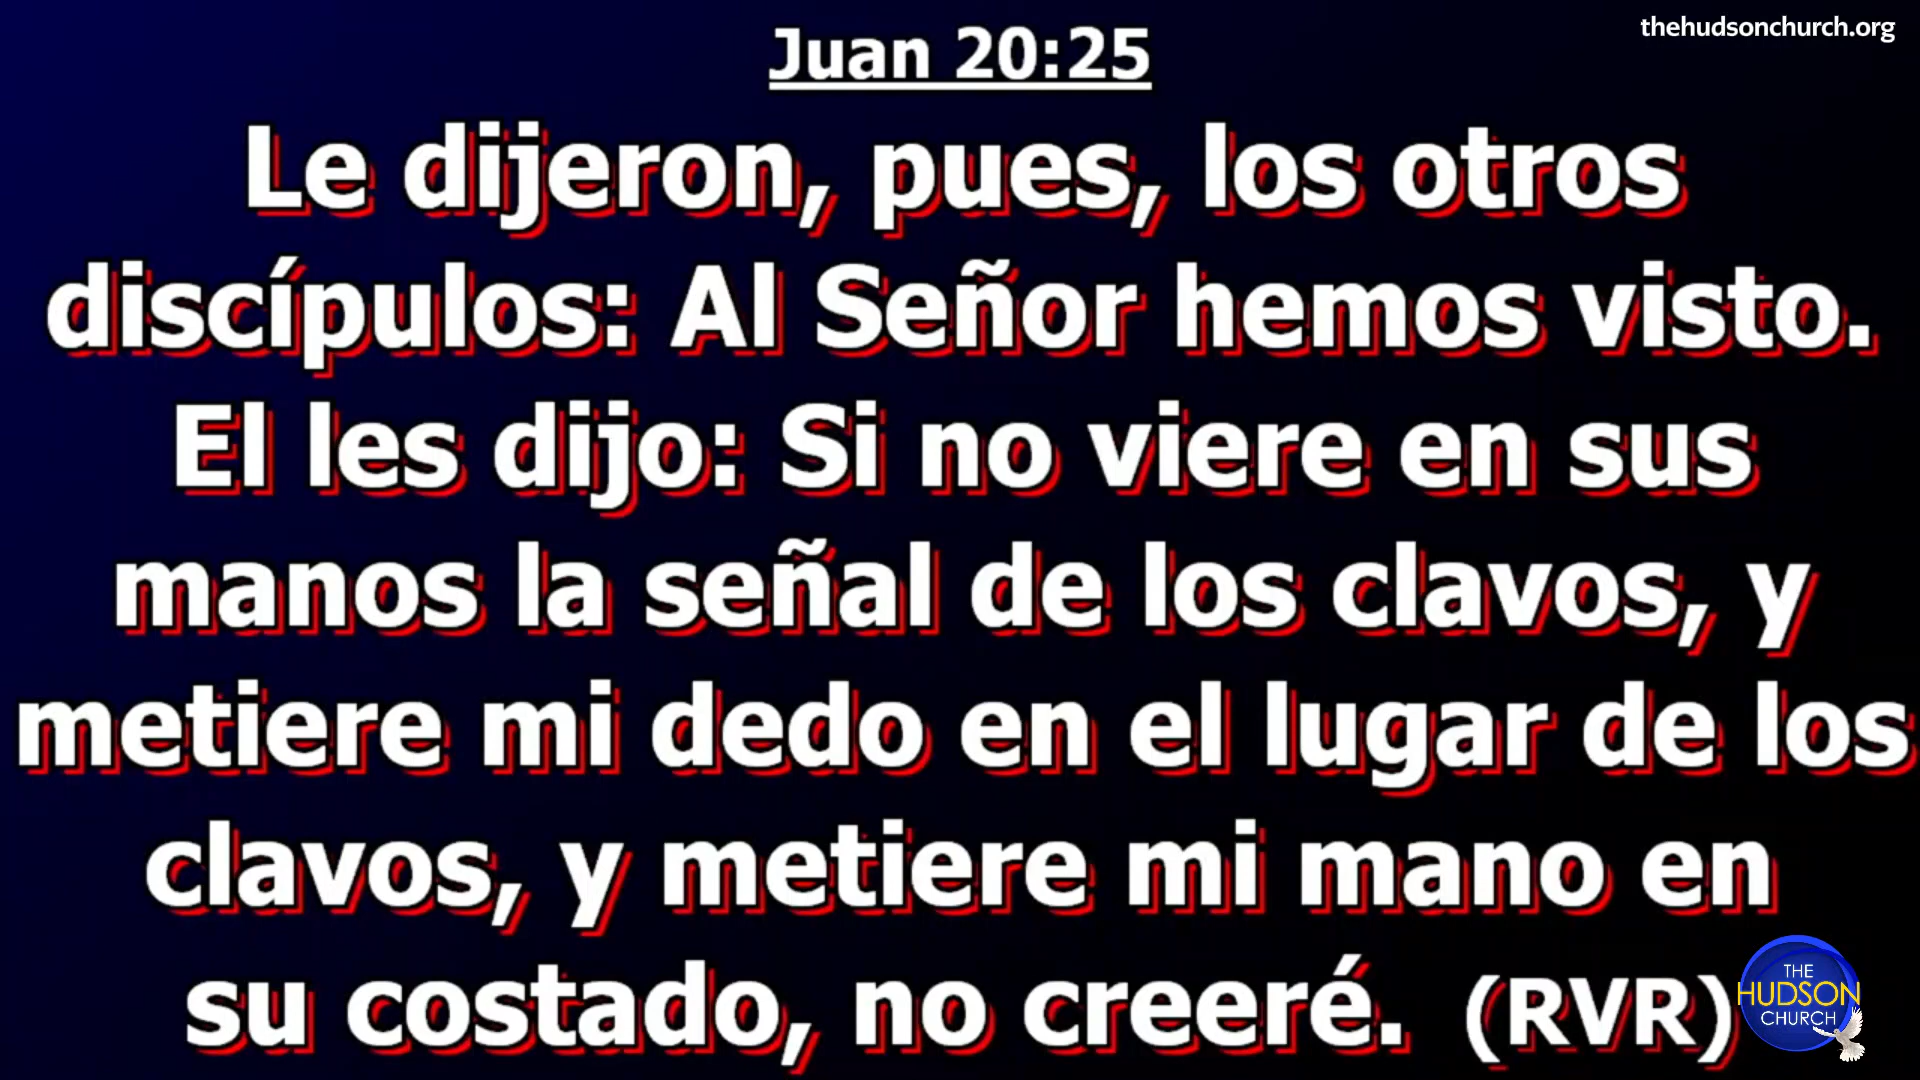 thehudsonchurch.org
Juan 20:25
Le dijeron, pues, los otros
discípulos: Al Señor hemos visto.
El les dijo: Si no viere en sus
manos la señal de los clavos, y
metiere mi dedo en el lugar de los
clavos, y metiere mi mano en
su costado, no creeré. (RVR)
THE
HUDSON
CHURCH